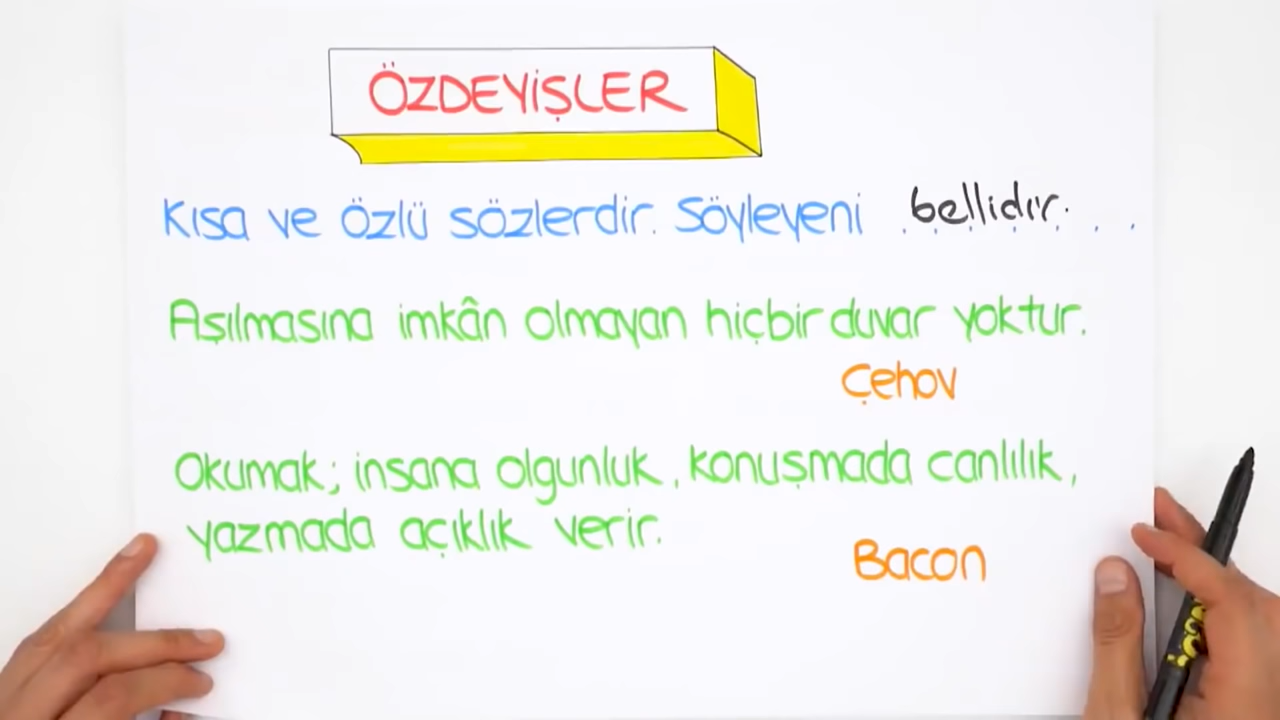 ÖZDEYİŞLER
Kısa ve özlü sözlerdir. Söyleyeni bellidir.
Aşılmasına imkân olmayan hiçbir duvar yoktur.
Çehov
Okumak; insana olgunluk, konuşmada canlılık,
yazmada açıklık verir.
Bacon